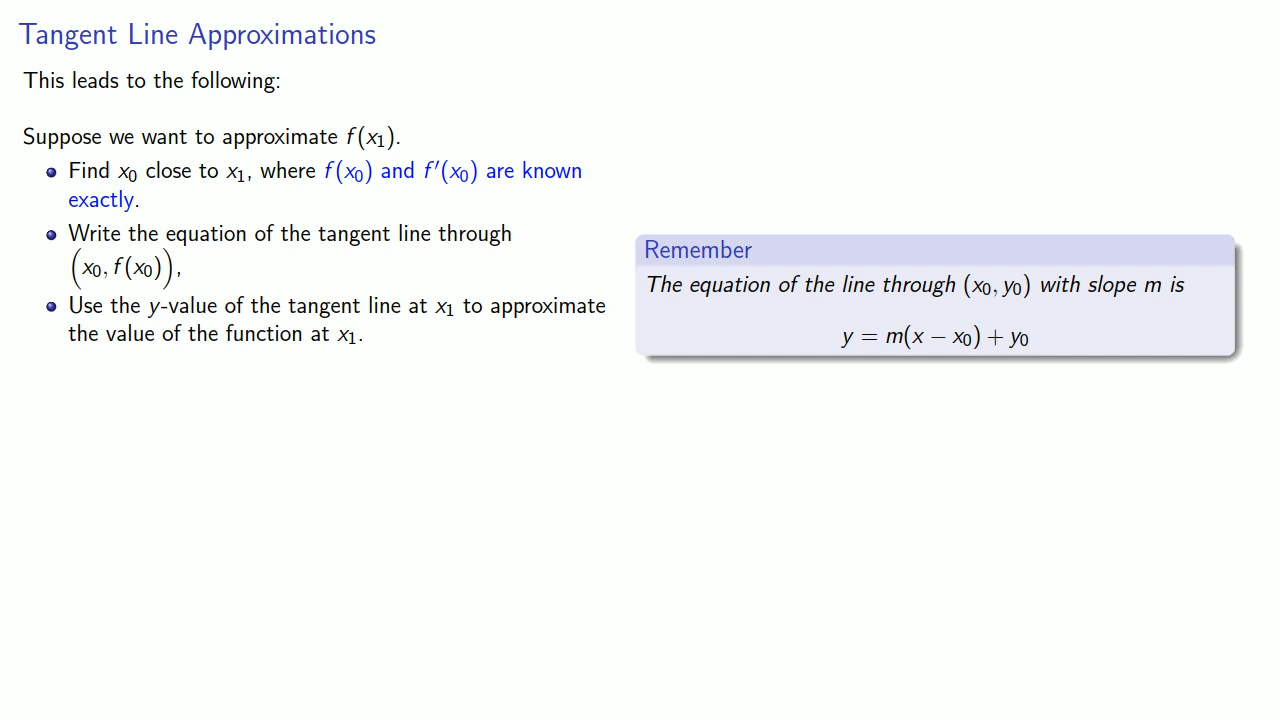 Tangent Line Approximations
This leads to the following:
Suppose we want to approximate f(x₁).
Find x₀ close to x₁, where f(x₀) and f′(x₀) are known
exactly.
Write the equation of the tangent line through
(x₀, f(x₀)),
Use the y-value of the tangent line at x₁ to approximate
the value of the function at x₁.
Remember
The equation of the line through (x₀, y₀) with slope m is
y = m(x − x₀) + y₀